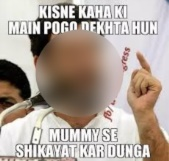 KISNE KAHA KI
MAIN POGO DEKHTA HUN
MUMMY SE
SHIKAYAT KAR DUNGA